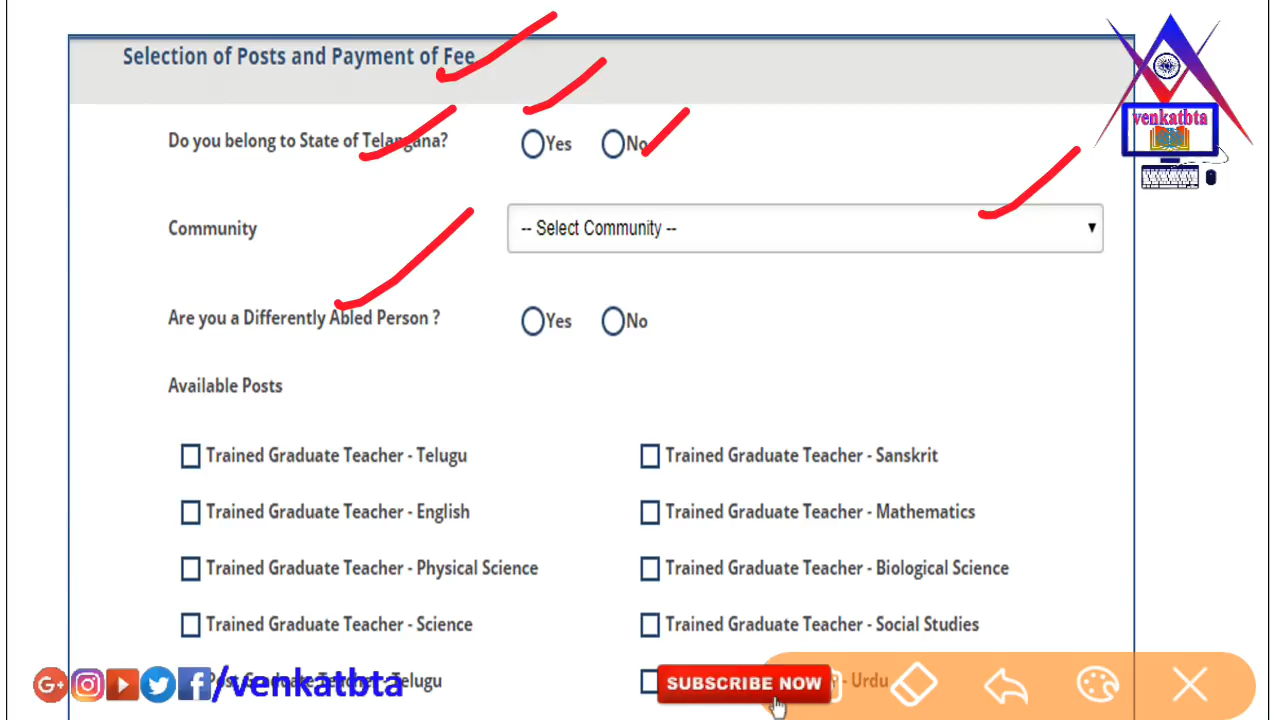 Selection of Posts and Payment of Fee
venkatbta
Do you belong to State of Telangana? Yes No
Community -- Select Community --
Are you a Differently Abled Person ? Yes No
Available Posts
Trained Graduate Teacher - Telugu Trained Graduate Teacher - Sanskrit
Trained Graduate Teacher - English Trained Graduate Teacher - Mathematics
Trained Graduate Teacher - Physical Science Trained Graduate Teacher - Biological Science
Trained Graduate Teacher - Science Trained Graduate Teacher - Social Studies
Post Graduate Teacher - Telugu - Urdu
G+ f /venkatbta SUBSCRIBE NOW